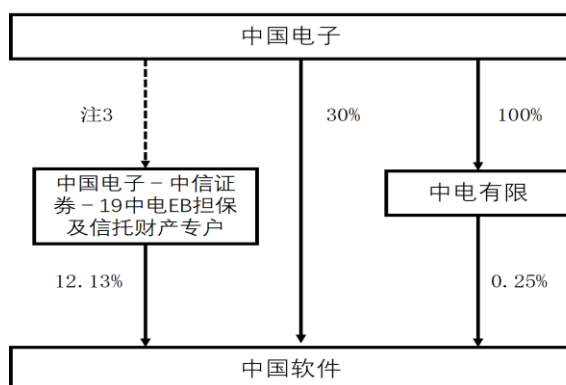 中国电子
注3
30%
100%
中国电子－中信证
券－19中电EB担保
及信托财产专户
中电有限
12.13%
0.25%
中国软件